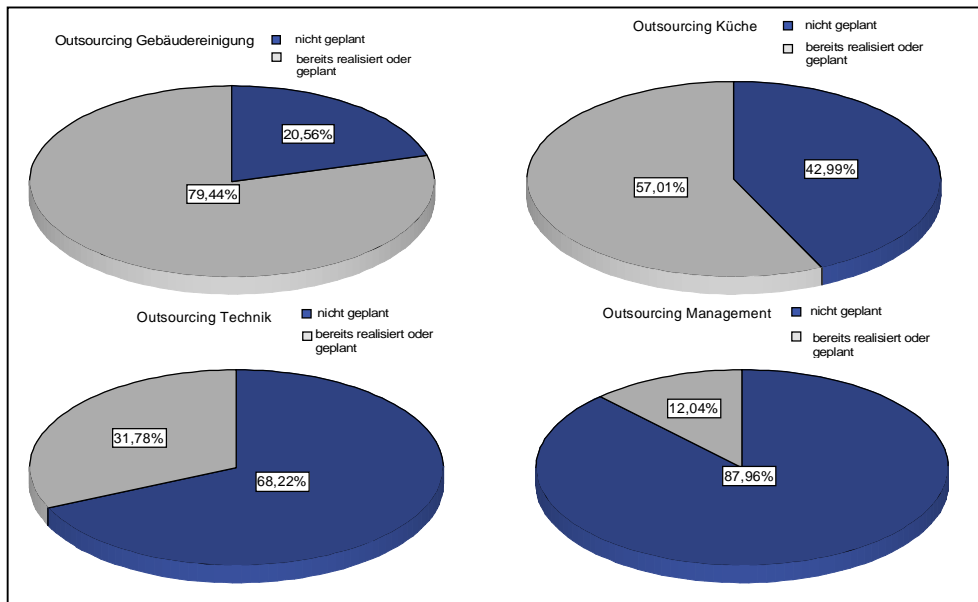 Outsourcing Gebäudereinigung
nicht geplant
bereits realisiert oder
geplant
20,56%
79,44%
Outsourcing Küche
nicht geplant
bereits realisiert oder
geplant
42,99%
57,01%
Outsourcing Technik
nicht geplant
bereits realisiert oder
geplant
31,78%
68,22%
Outsourcing Management
nicht geplant
bereits realisiert oder
geplant
12,04%
87,96%